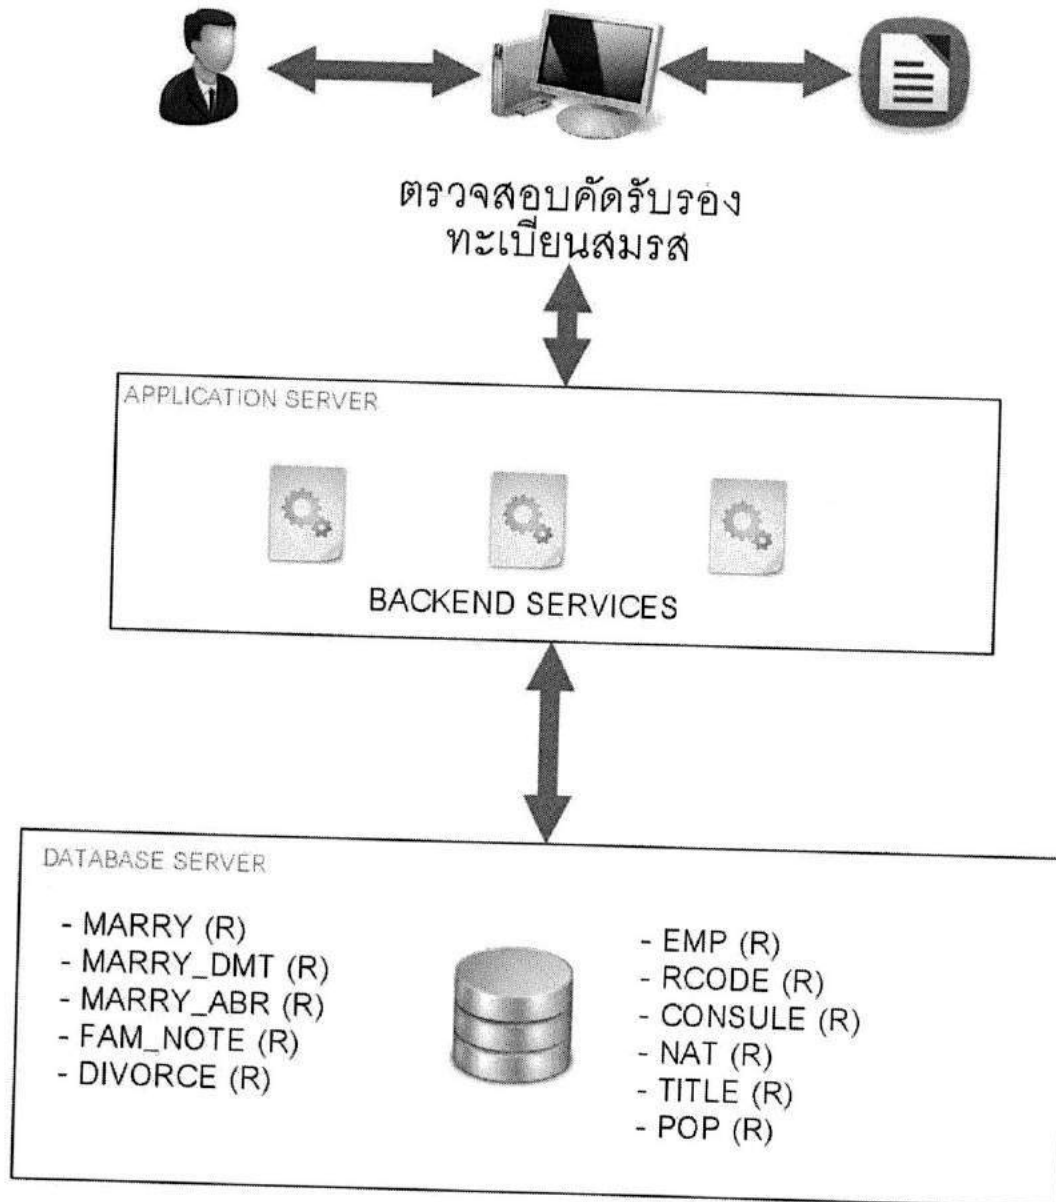 ตรวจสอบคัดรับรอง
ทะเบียนสมรส
APPLICATION SERVER
BACKEND SERVICES
DATABASE SERVER
- MARRY (R)
- MARRY_DMT (R)
- MARRY_ABR (R)
- FAM_NOTE (R)
- DIVORCE (R)
- EMP (R)
- RCODE (R)
- CONSULE (R)
- NAT (R)
- TITLE (R)
- POP (R)